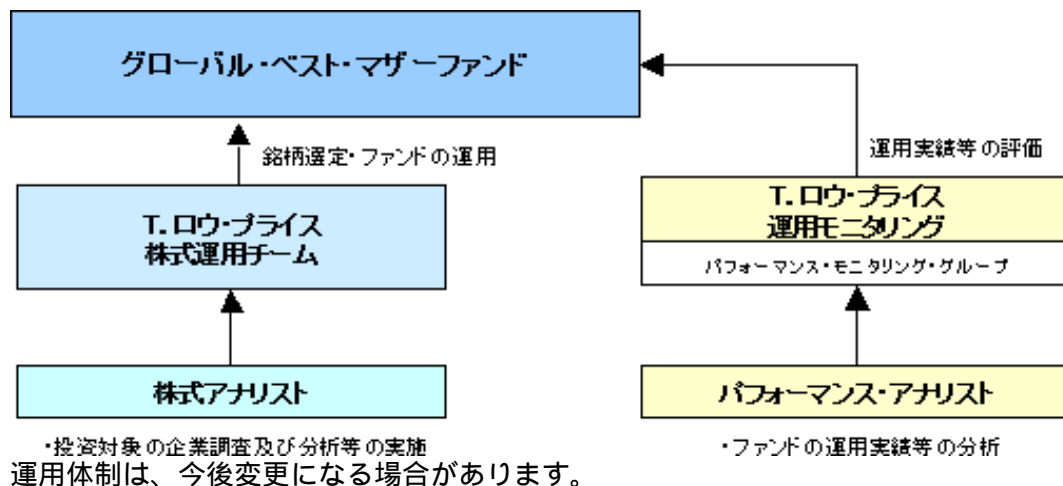 グローバル・ベスト・マザーファンド
銘柄選定・ファンドの運用
運用実績等の評価
T.ロウ・プライス
株式運用チーム
T.ロウ・プライス
運用モニタリング
パフォーマンス・モニタリング・グループ
株式アナリスト
パフォーマンス・アナリスト
・投資対象の企業調査及び分析等の実施
・ファンドの運用実績等の分析
運用体制は、今後変更になる場合があります。